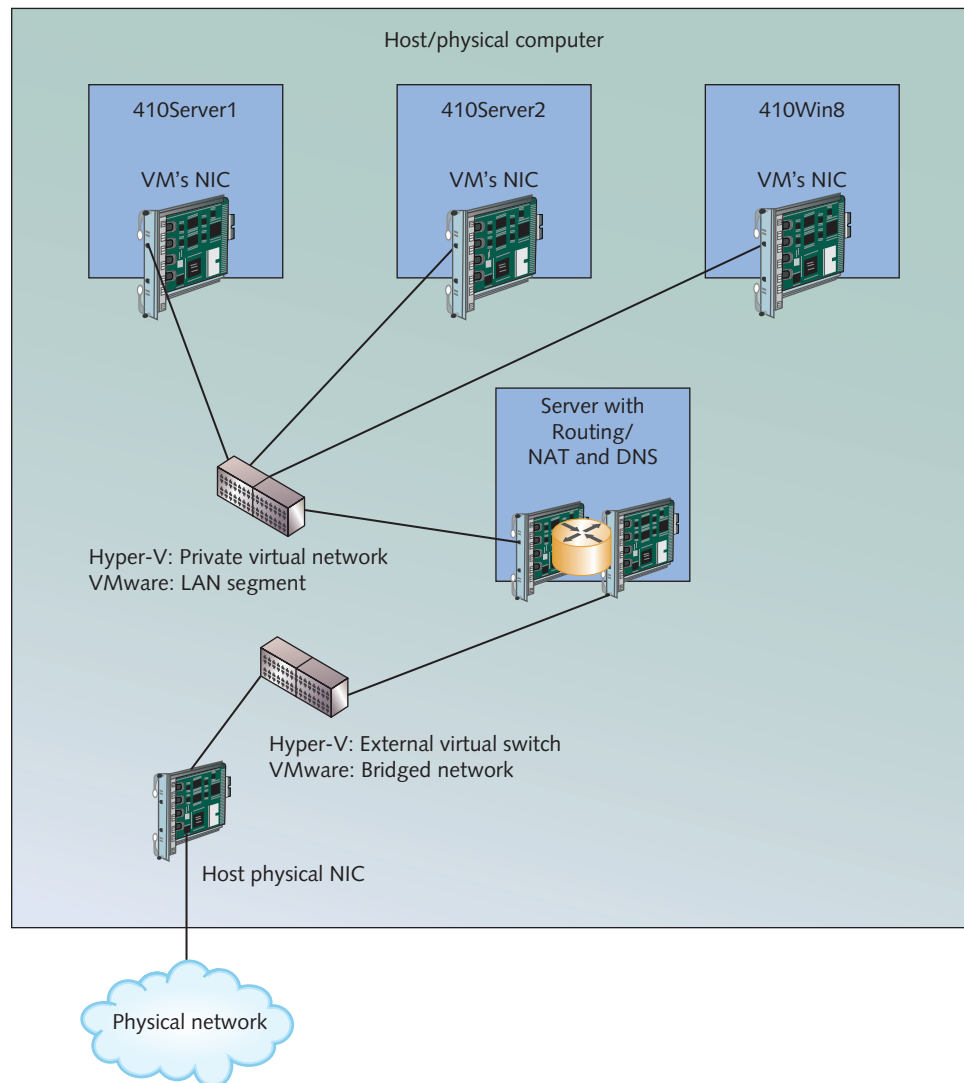 Host/physical computer
410Server1
410Server2
410Win8
VM's NIC
VM's NIC
VM's NIC
Server with
Routing/
NAT and DNS
Hyper-V: Private virtual network
VMware: LAN segment
Hyper-V: External virtual switch
VMware: Bridged network
Host physical NIC
Physical network